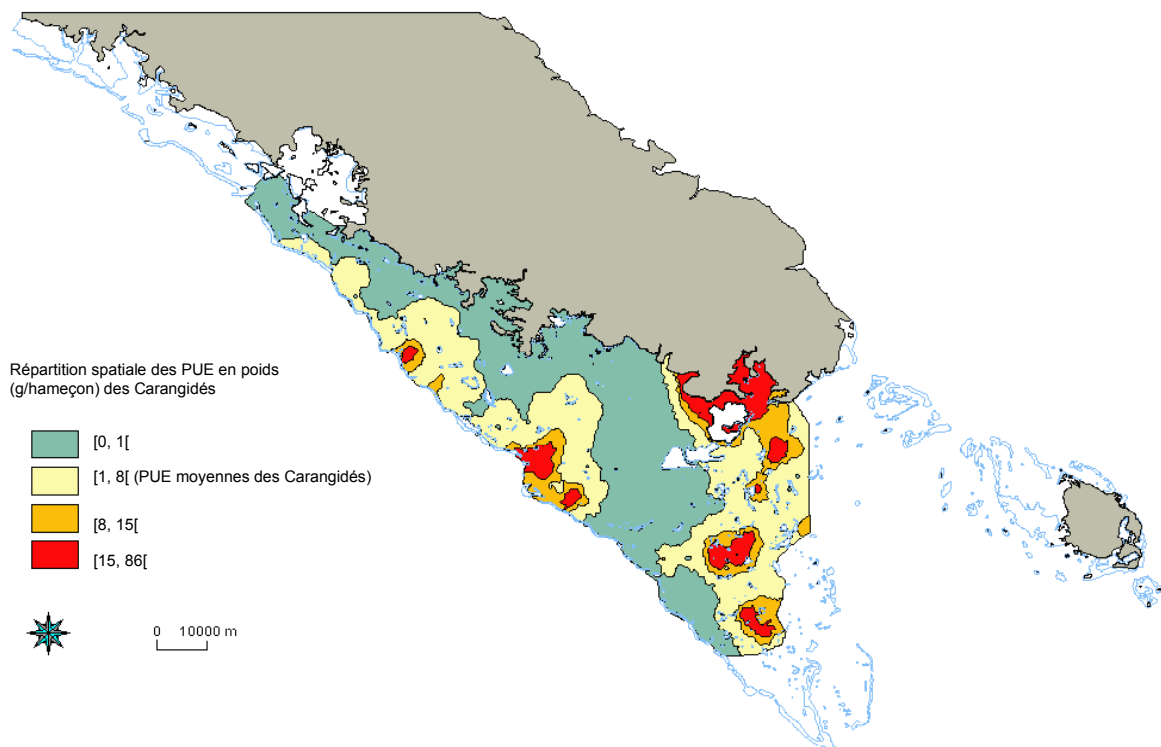 Répartition spatiale des PUE en poids
(g/hameçon) des Carangidés
[0, 1[
[1, 8[ (PUE moyennes des Carangidés)
[8, 15[
[15, 86[
0 10000 m